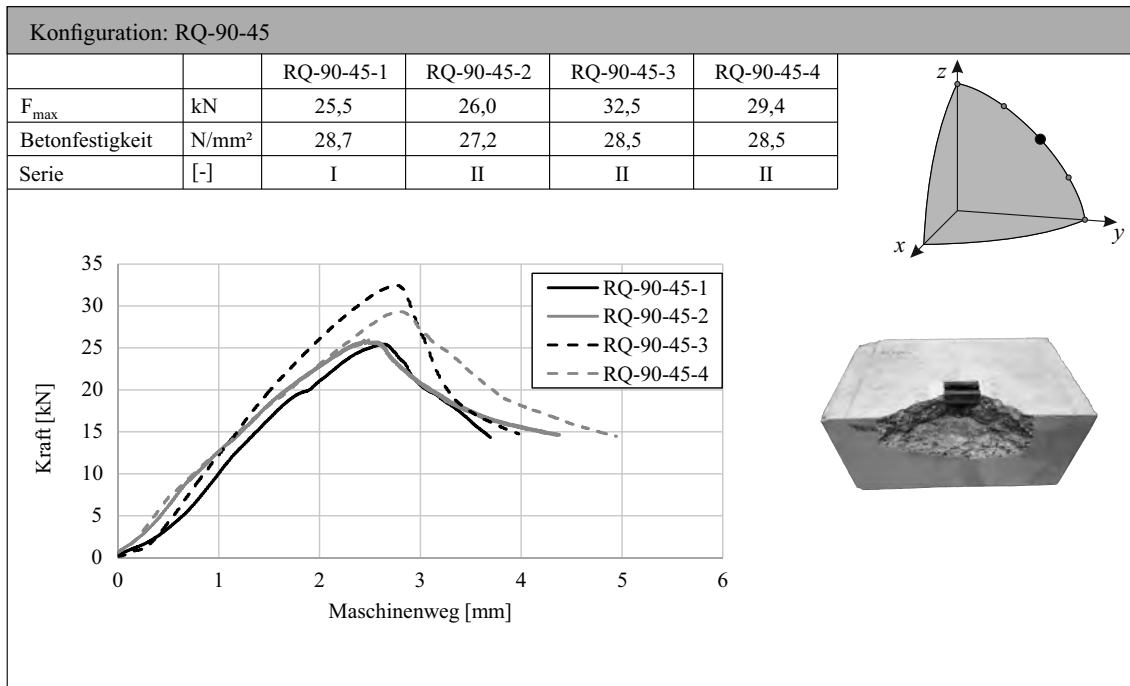 Konfiguration: RQ-90-45
RQ-90-45-1 RQ-90-45-2 RQ-90-45-3 RQ-90-45-4
Fmax kN 25,5 26,0 32,5 29,4
Betonfestigkeit N/mm² 28,7 27,2 28,5 28,5
Serie [-] I II II II
z
x
y
35
30
25
20
15
10
5
0
Kraft [kN]
RQ-90-45-1
RQ-90-45-2
RQ-90-45-3
RQ-90-45-4
0 1 2 3 4 5 6
Maschinenweg [mm]